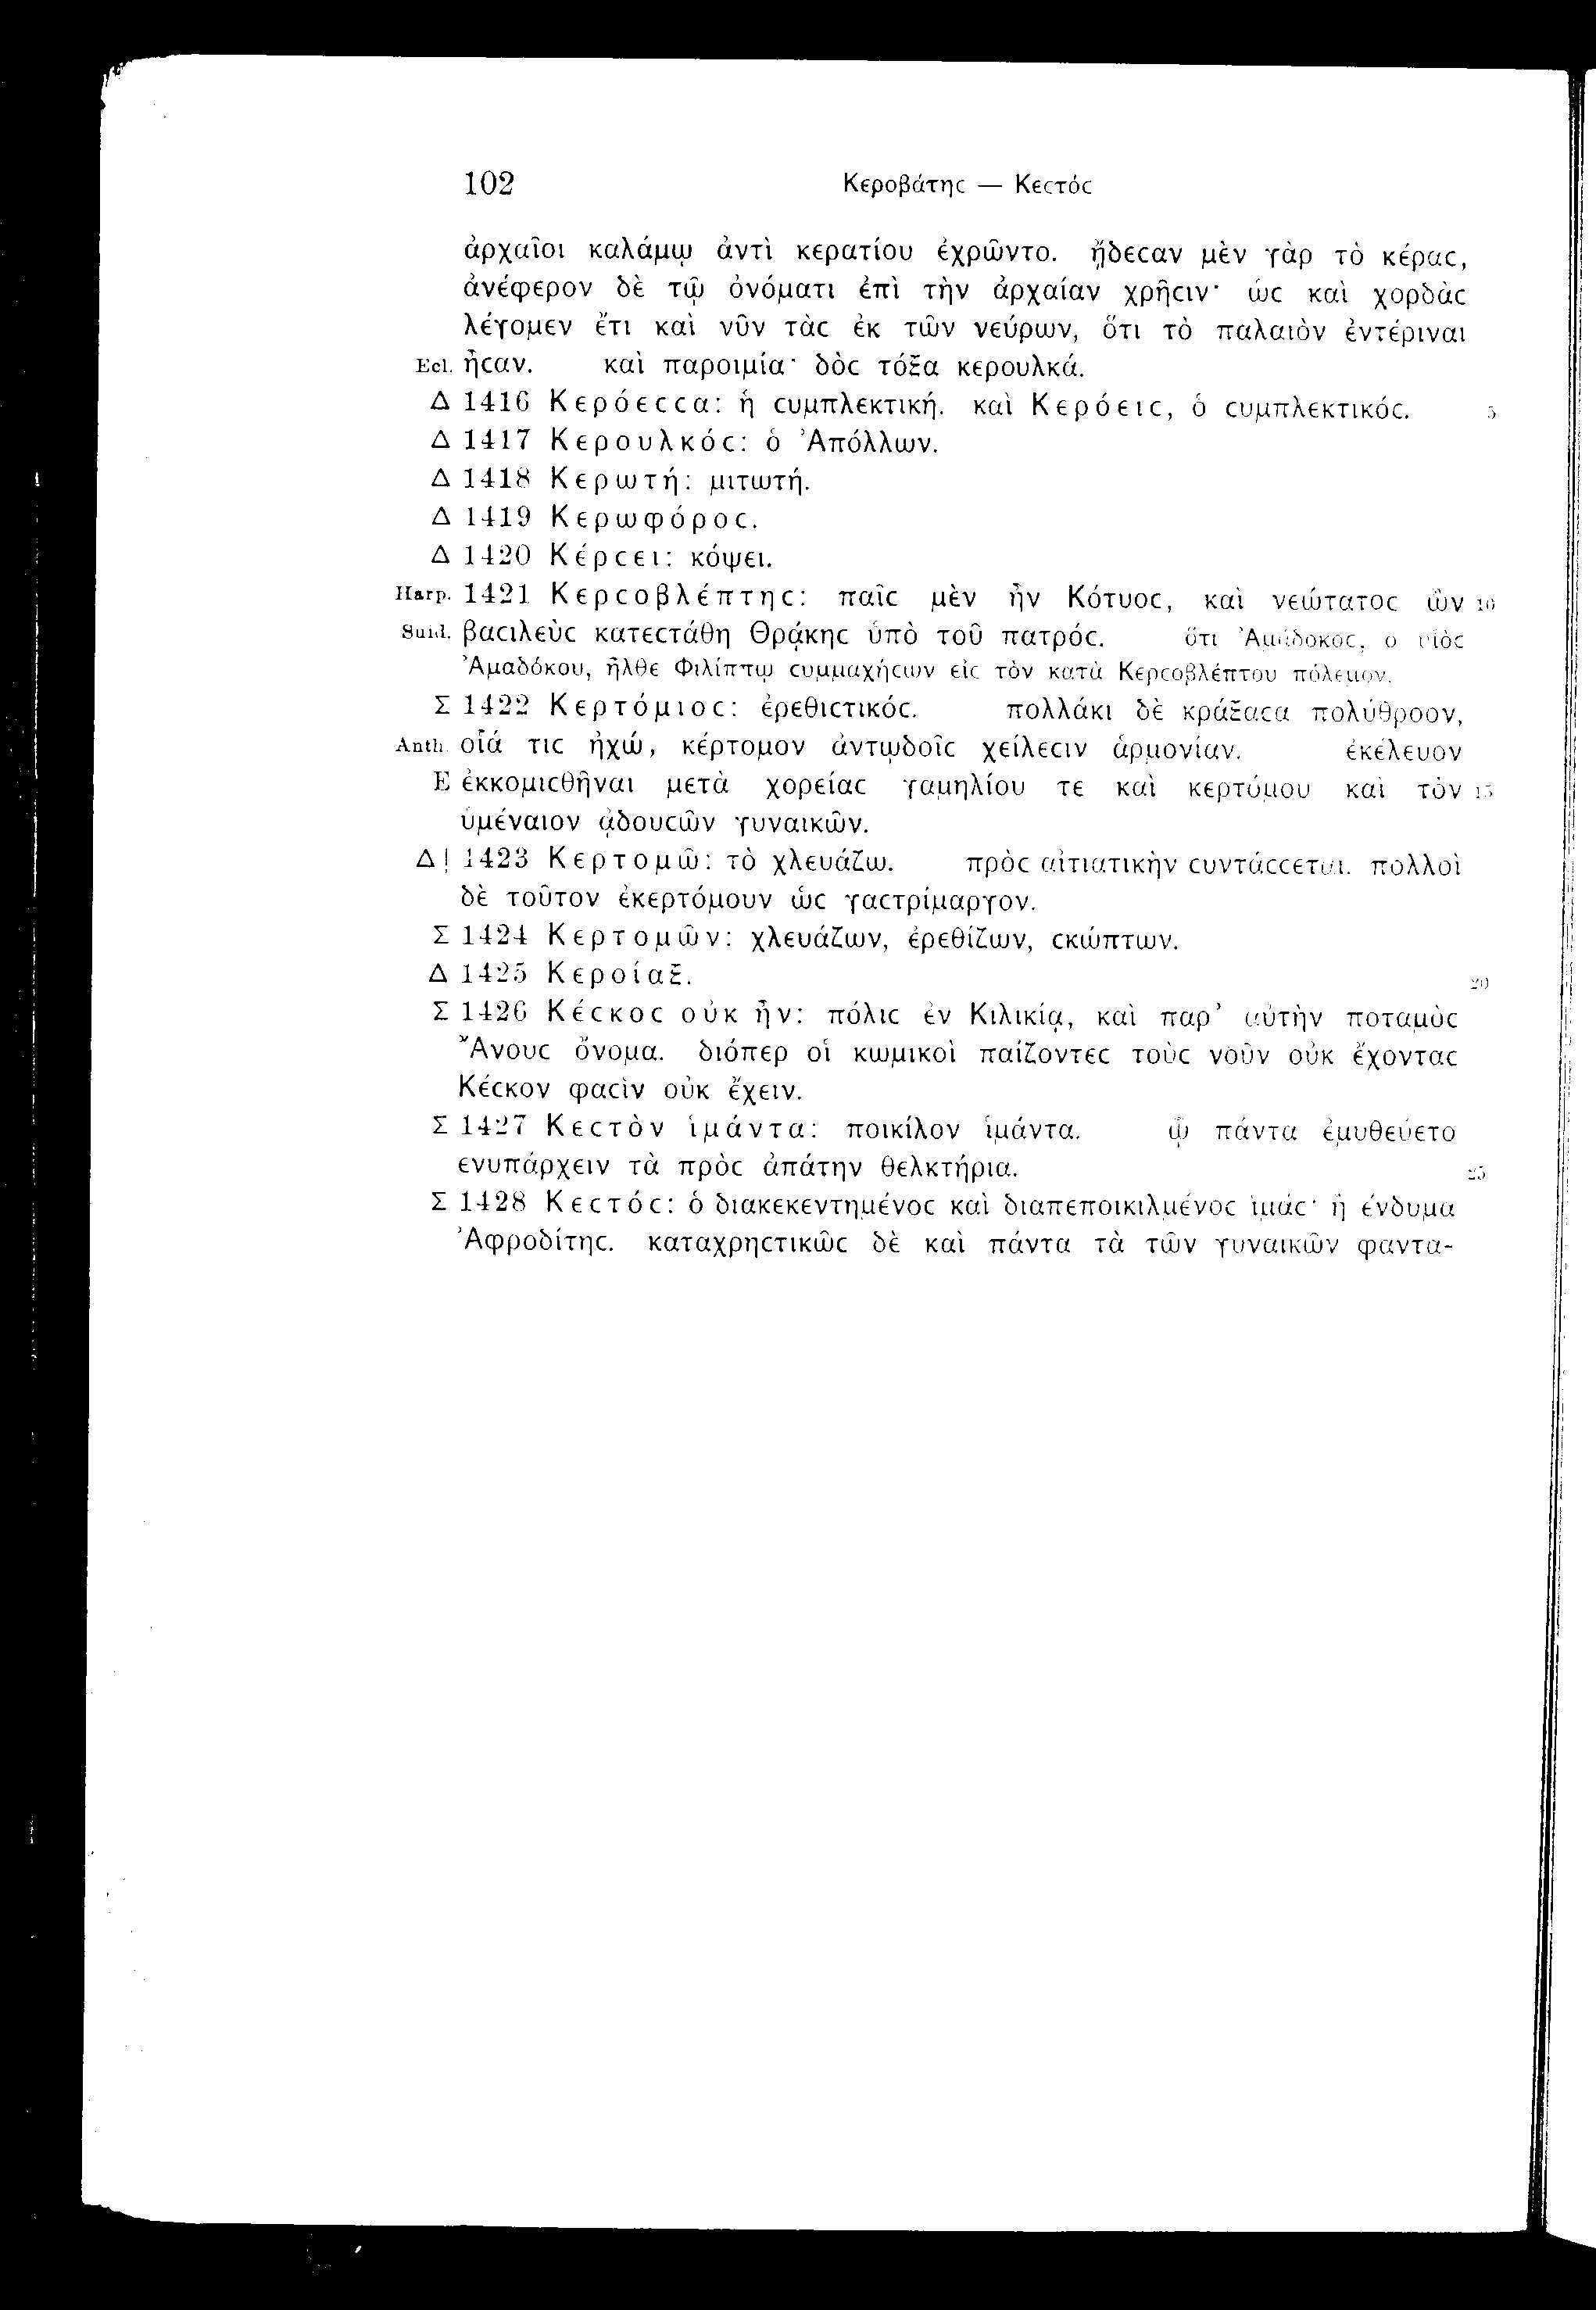 102 Κεροβάτηϲ — Κεϲτόϲ
ἀρχαῖοι καλάμῳ ἀντὶ κερατίου ἐχρῶντο. ᾔδεϲαν μὲν γὰρ τὸ κέραϲ,
ἀνέφερον δὲ τῷ ὀνόματι ἐπὶ τὴν ἀρχαίαν χρῆϲιν· ὡϲ καὶ χορδὰϲ
λέγομεν ἔτι καὶ νῦν τὰϲ ἐκ τῶν νεύρων, ὅτι τὸ παλαιὸν ἐντέριναι
Ecl. ἦϲαν. καὶ παροιμία· δὸϲ τόξα κερουλκά.
Δ 1416 Κερόεϲϲα: ἡ ϲυμπλεκτική. καὶ Κερόειϲ, ὁ ϲυμπλεκτικόϲ. 5
Δ 1417 Κερουλκόϲ: ὁ Ἀπόλλων.
Δ 1418 Κερωτή: μιτωτή.
Δ 1419 Κερωφόροϲ.
Δ 1420 Κέρϲει: κόψει.
Harp. 1421 Κερϲοβλέπτηϲ: παῖϲ μὲν ἦν Κότυοϲ, καὶ νεώτατοϲ ὢν 10
Suid. βαϲιλεὺϲ κατεϲτάθη Θρᾴκηϲ ὑπὸ τοῦ πατρόϲ. ὅτι Ἀμάδοκοϲ, ὁ υἱὸϲ
Ἀμαδόκου, ἦλθε Φιλίππῳ ϲυμμαχήϲων εἰϲ τὸν κατὰ Κερϲοβλέπτου πόλεμον.
Σ 1422 Κερτόμιοϲ: ἐρεθιϲτικόϲ. πολλάκι δὲ κράξαϲα πολύθροον,
Anth. οἷά τιϲ ἠχώ, κέρτομον ἀντῳδοῖϲ χείλεϲιν ἁρμονίαν. ἐκέλευον
E ἐκκομιϲθῆναι μετὰ χορείαϲ γαμηλίου τε καὶ κερτόμου καὶ τὸν 15
ὑμέναιον ᾀδουϲῶν γυναικῶν.
Δ! 1423 Κερτομῶ: τὸ χλευάζω. πρὸϲ αἰτιατικὴν ϲυντάϲϲεται. πολλοὶ
δὲ τοῦτον ἐκερτόμουν ὡϲ γαϲτρίμαργον.
Σ 1424 Κερτομῶν: χλευάζων, ἐρεθίζων, ϲκώπτων.
Δ 1425 Κεροίαξ. 20
Σ 1426 Κέϲκοϲ οὐκ ἦν: πόλιϲ ἐν Κιλικίᾳ, καὶ παρ’ αὐτὴν ποταμὸϲ
Ἄνουϲ ὄνομα. διόπερ οἱ κωμικοὶ παίζοντεϲ τοὺϲ νοῦν οὐκ ἔχονταϲ
Κέϲκον φαϲὶν οὐκ ἔχειν.
Σ 1427 Κεϲτὸν ἱμάντα: ποικίλον ἱμάντα. ᾧ πάντα ἐμυθεύετο
ἐνυπάρχειν τὰ πρὸϲ ἀπάτην θελκτήρια. 25
Σ 1428 Κεϲτόϲ: ὁ διακεκεντημένοϲ καὶ διαπεποικιλμένοϲ ἱμάϲ· ἢ ἔνδυμα
Ἀφροδίτηϲ. καταχρηϲτικῶϲ δὲ καὶ πάντα τὰ τῶν γυναικῶν φαντα-